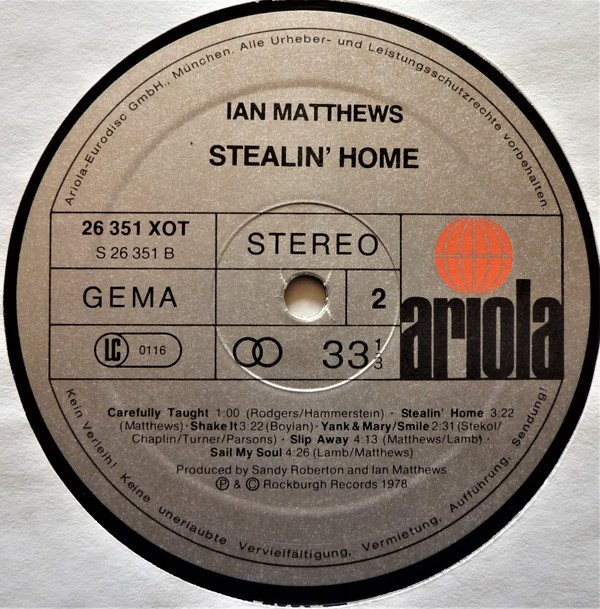 Ariola-Eurodisc GmbH., München. Alle Urheber- und Leistungsschutzrechte vorbehalten.
IAN MATTHEWS
STEALIN' HOME
26 351 XOT
S 26 351 B
STEREO
GEMA
2
ariola
LC 0116
33 1/3
Carefully Taught 1:00 (Rodgers/Hammerstein) · Stealin' Home 3:22
(Matthews) · Shake It 3:22 (Boylan) · Yank & Mary/Smile 2:31 (Stekol/
Chaplin/Turner/Parsons) · Slip Away 4:13 (Matthews/Lamb) ·
Sail My Soul 4:26 (Lamb/Matthews)
Produced by Sandy Roberton and Ian Matthews
℗ & © Rockburgh Records 1978
Kein Verleih! Keine unerlaubte Vervielfältigung, Vermietung, Aufführung, Sendung!